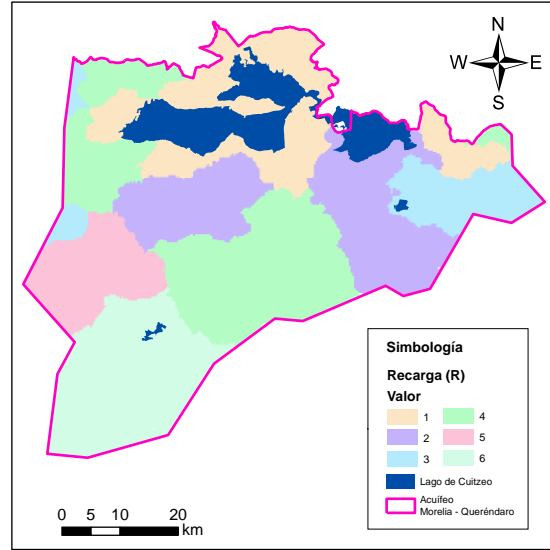 N
W E
S
Simbología
Recarga (R)
Valor
1 4
2 5
3 6
Lago de Cuitzeo
Acuífeo
Morelia - Queréndaro
0 5 10 20
km